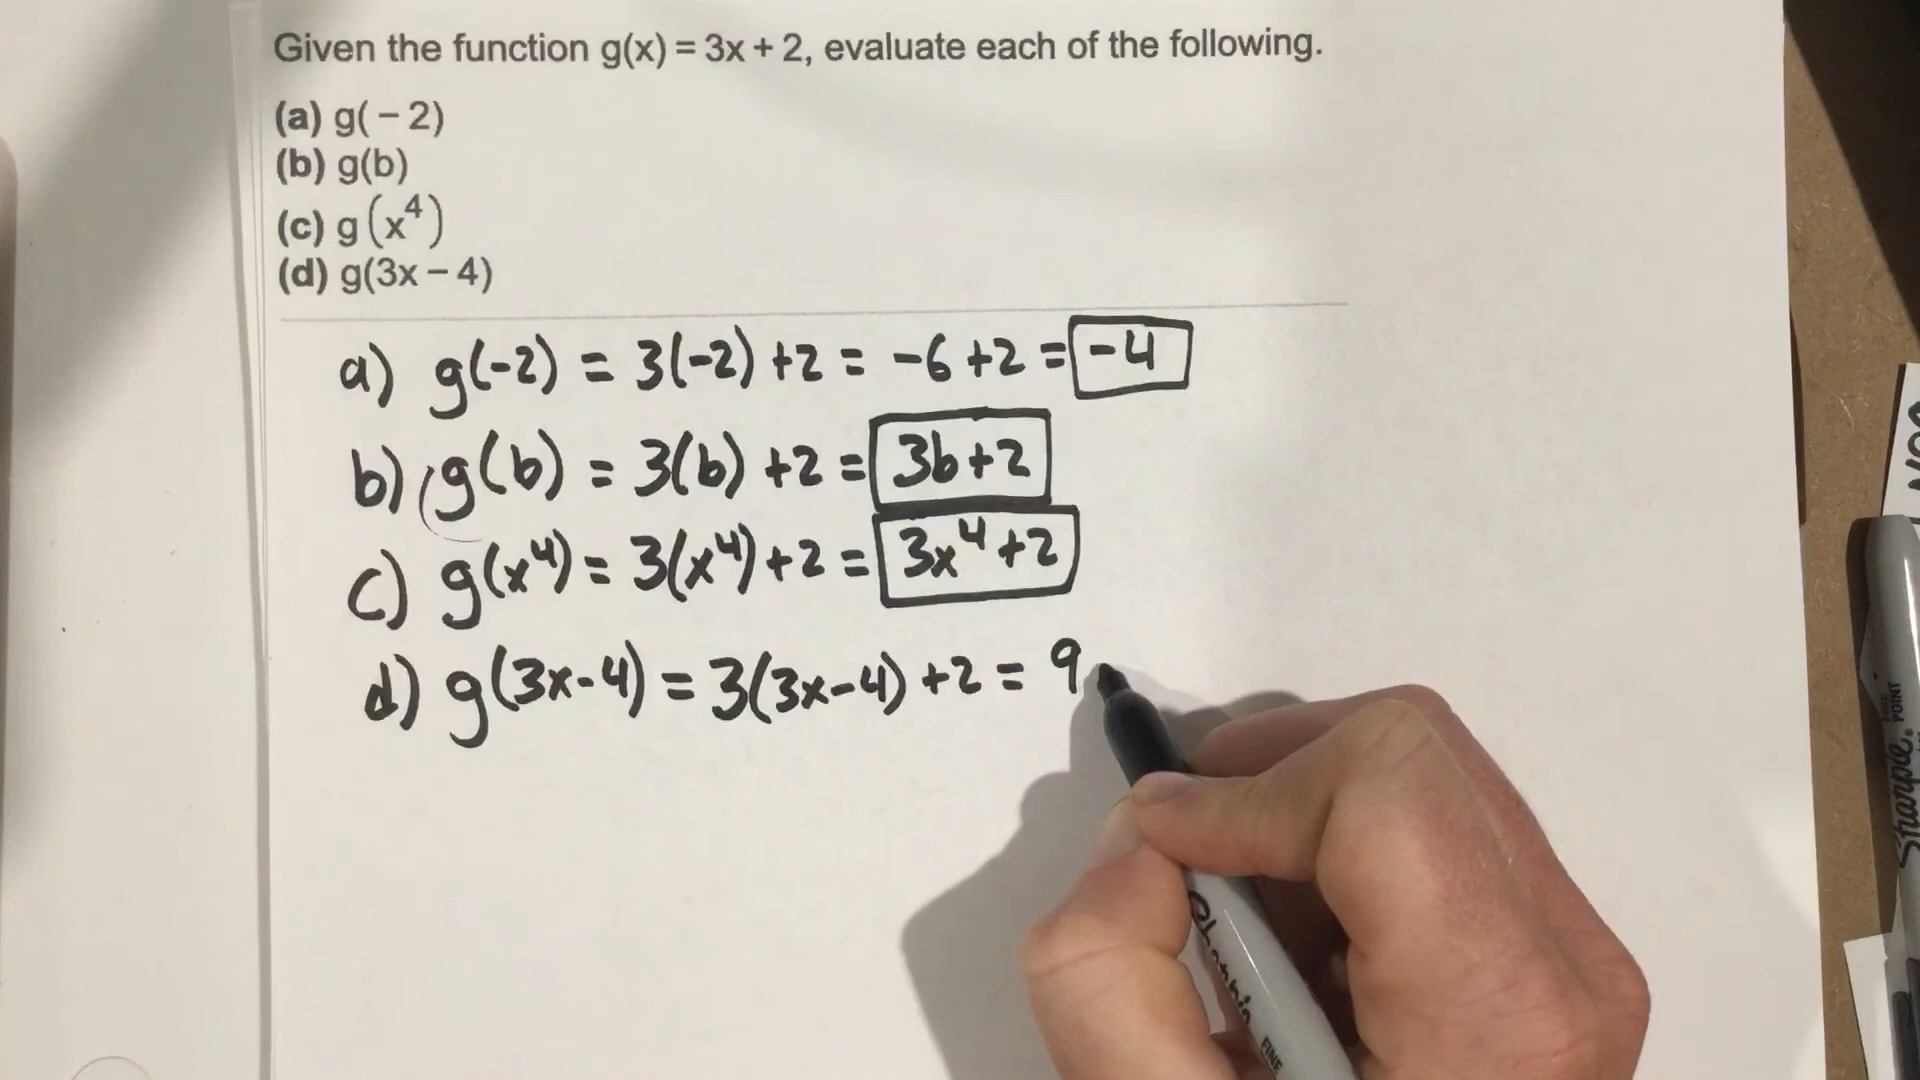 Given the function g(x) = 3x + 2, evaluate each of the following.
(a) g( − 2)
(b) g(b)
(c) g(x⁴)
(d) g(3x − 4)
a) g(-2) = 3(-2) +2 = -6 +2 = -4
b) g(b) = 3(b) +2 = 3b+2
c) g(x⁴) = 3(x⁴) +2 = 3x⁴+2
d) g(3x-4) = 3(3x-4) +2 = 9
Sharpie
FINE
Sharpie.
FINE POINT